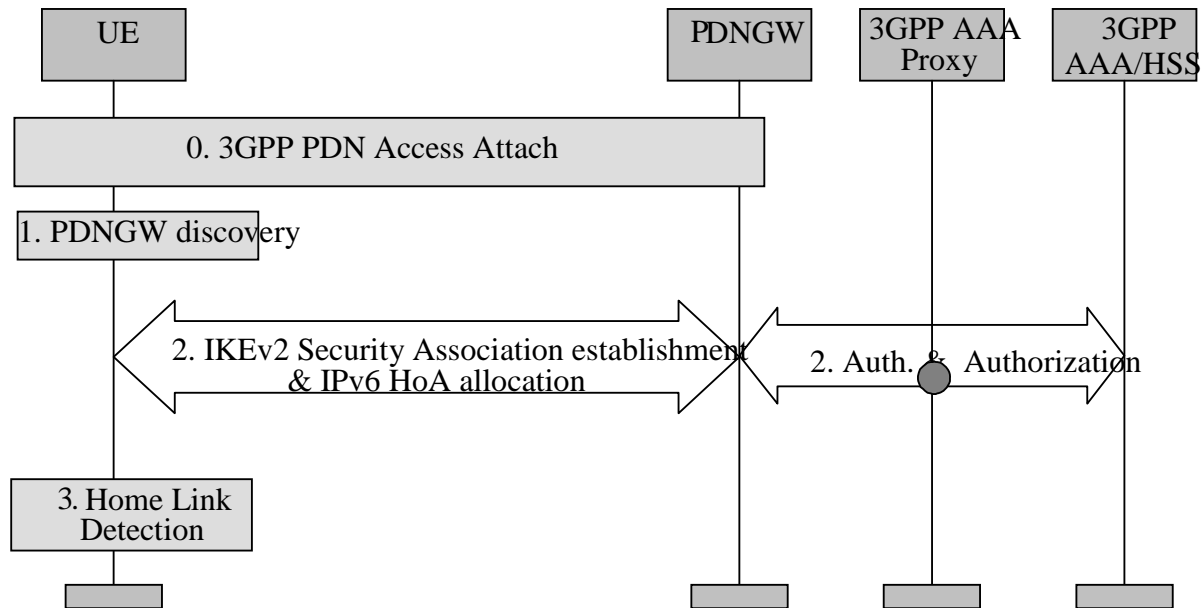 UE
PDNGW
3GPP AAA
Proxy
3GPP
AAA/HSS
0. 3GPP PDN Access Attach
1. PDNGW discovery
2. IKEv2 Security Association establishment
& IPv6 HoA allocation
2. Auth. & Authorization
3. Home Link
Detection